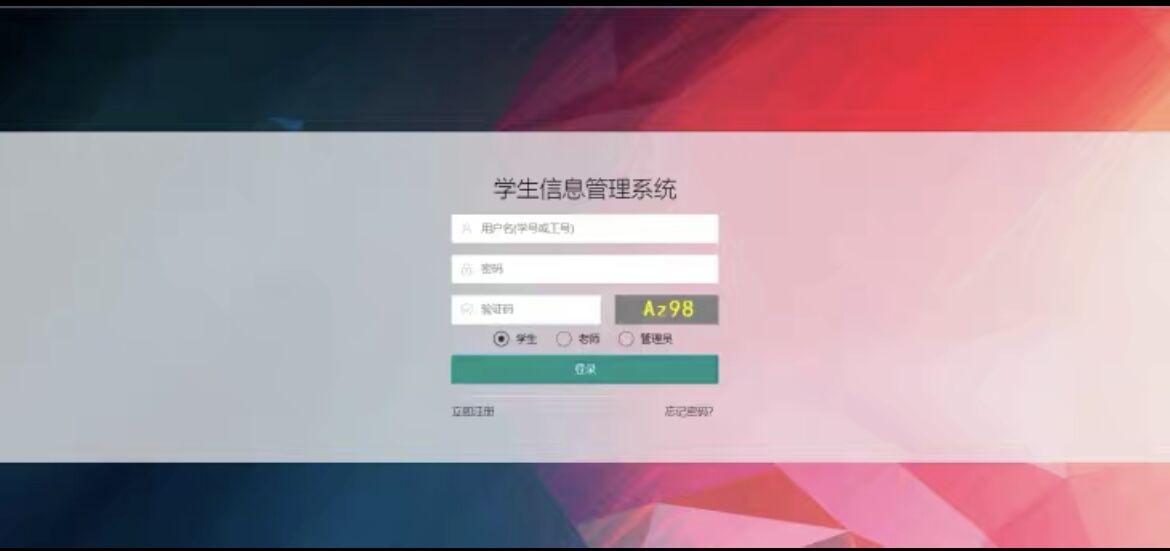 学生信息管理系统
用户名(学号或工号)
密码
验证码 Az98
学生 老师 管理员
登录
立即注册 忘记密码?